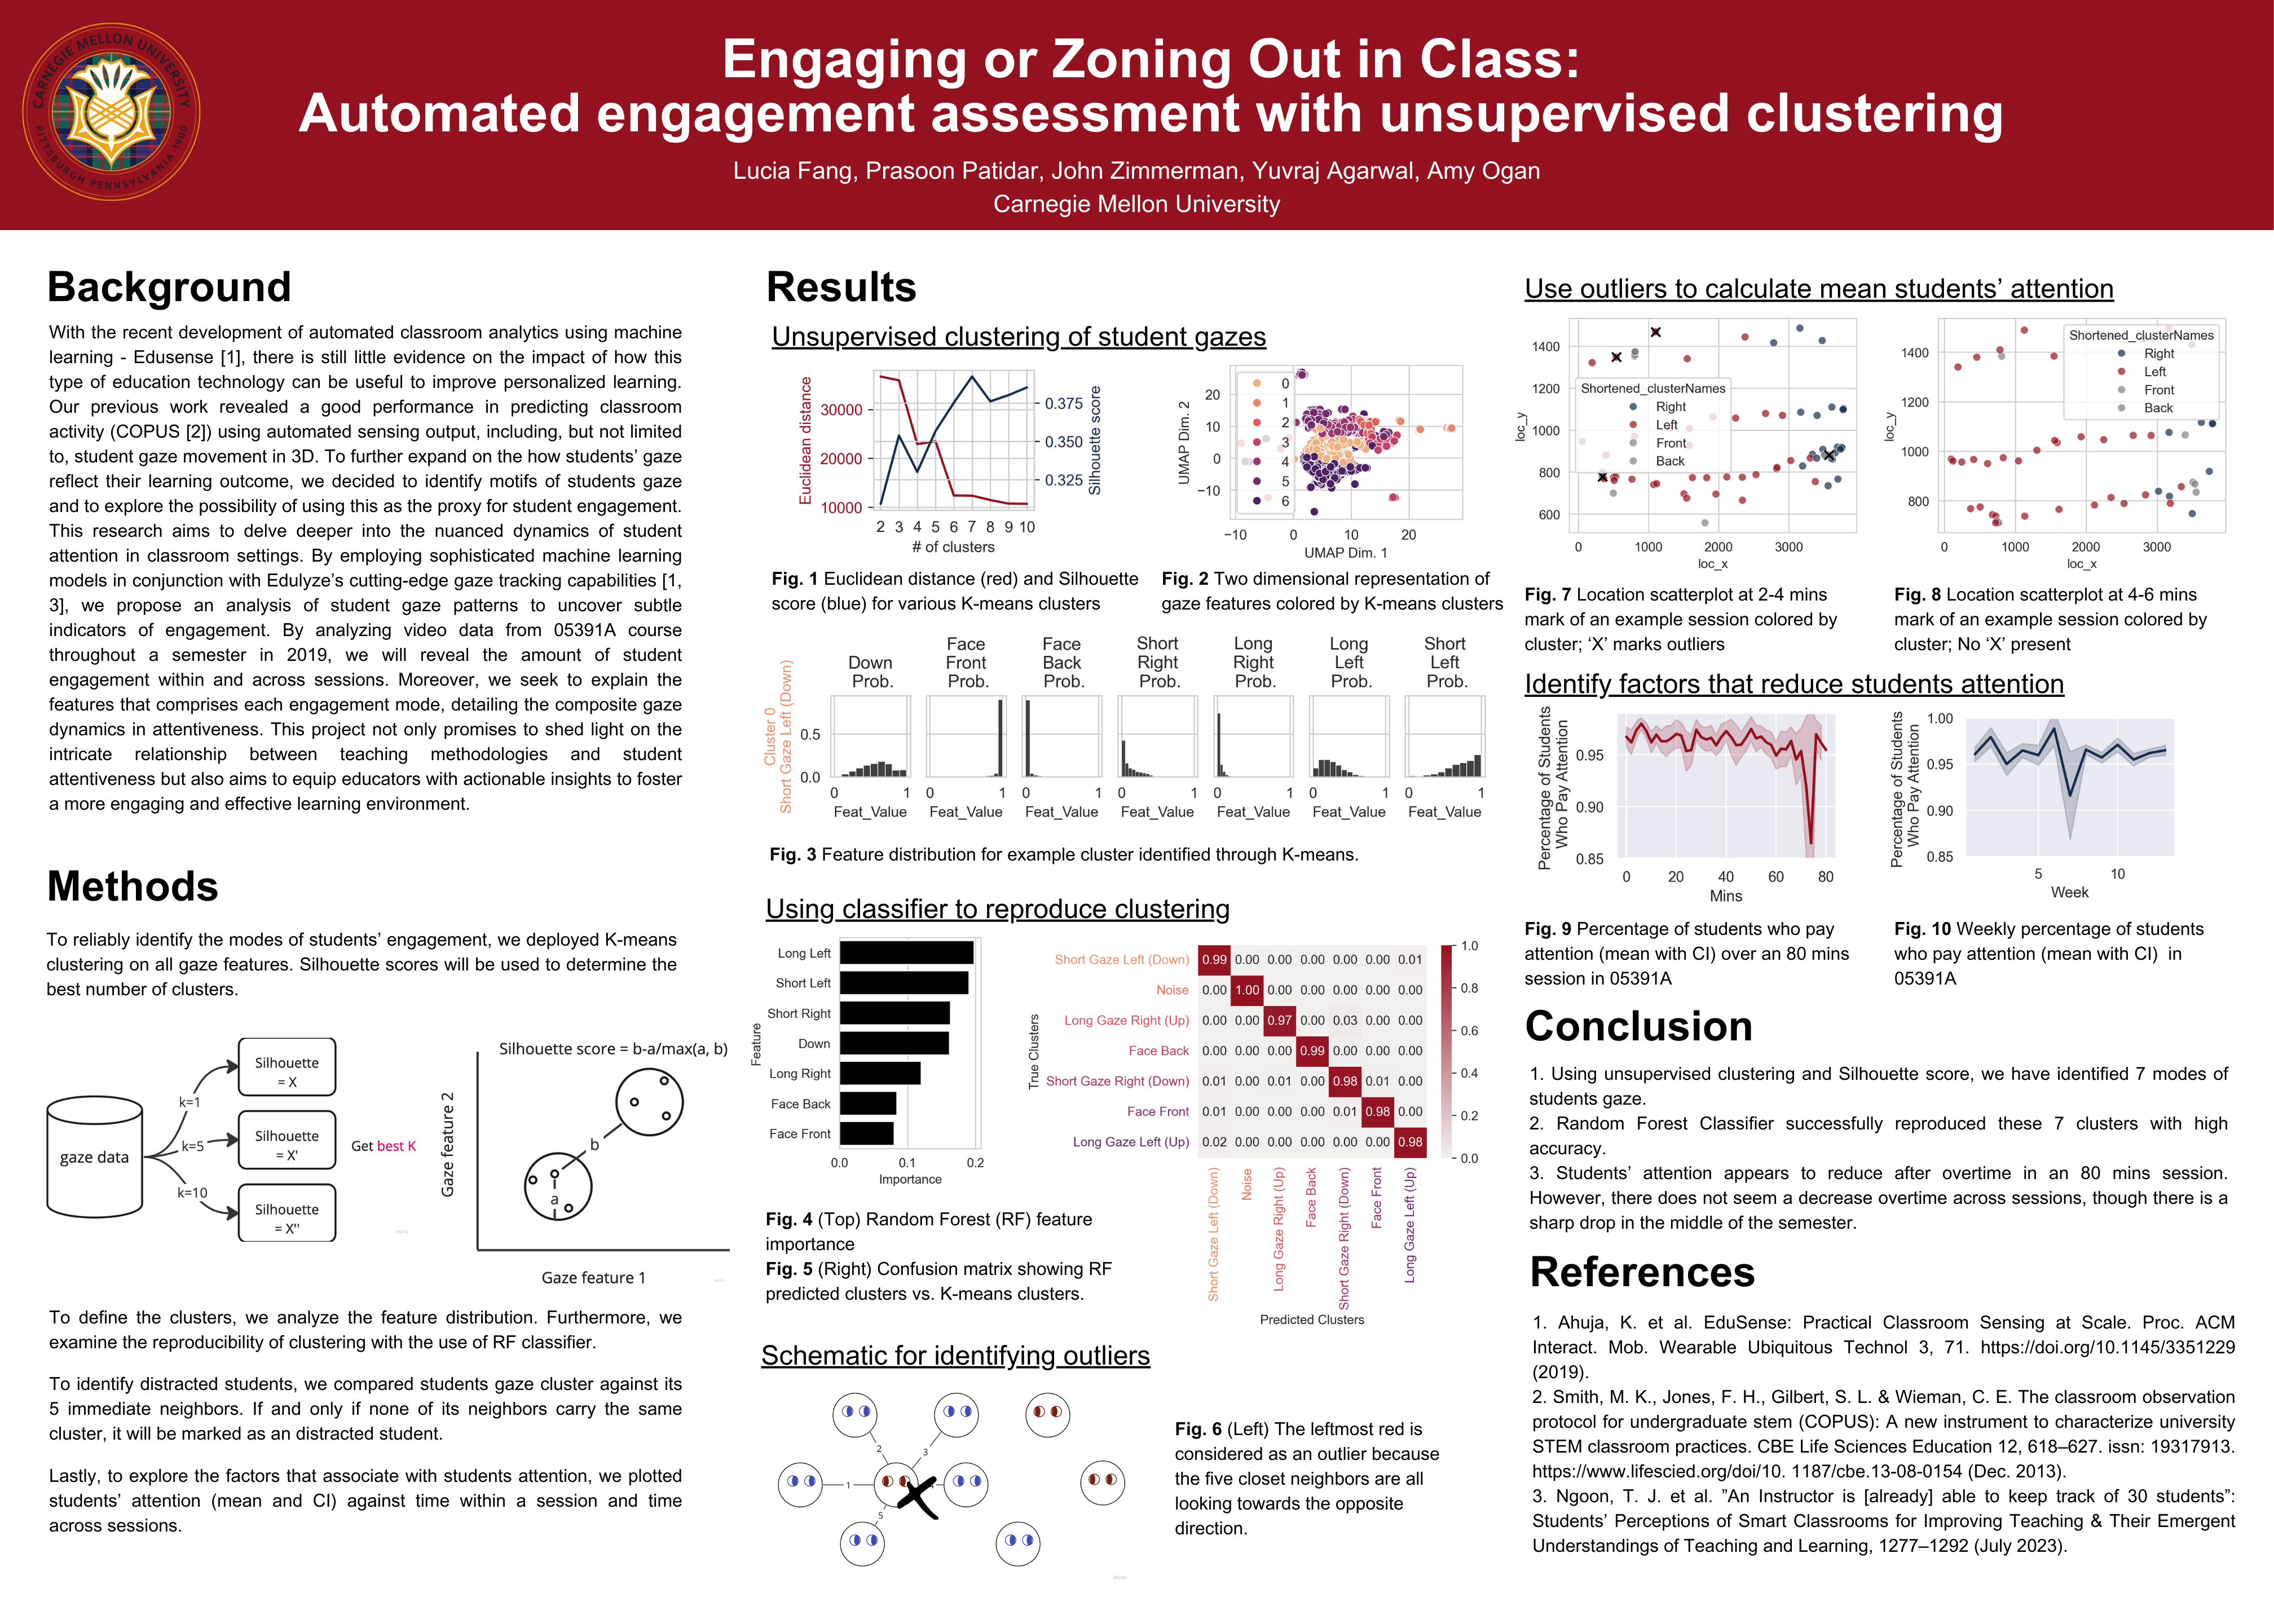 CARNEGIE MELLON UNIVERSITY
PITTSBURGH PENNSYLVANIA 1900
Engaging or Zoning Out in Class:
Automated engagement assessment with unsupervised clustering
Lucia Fang, Prasoon Patidar, John Zimmerman, Yuvraj Agarwal, Amy Ogan
Carnegie Mellon University
Background
With the recent development of automated classroom analytics using machine
learning - Edusense [1], there is still little evidence on the impact of how this
type of education technology can be useful to improve personalized learning.
Our previous work revealed a good performance in predicting classroom
activity (COPUS [2]) using automated sensing output, including, but not limited
to, student gaze movement in 3D. To further expand on the how students' gaze
reflect their learning outcome, we decided to identify motifs of students gaze
and to explore the possibility of using this as the proxy for student engagement.
This research aims to delve deeper into the nuanced dynamics of student
attention in classroom settings. By employing sophisticated machine learning
models in conjunction with Edulyze's cutting-edge gaze tracking capabilities [1,
3], we propose an analysis of student gaze patterns to uncover subtle
indicators of engagement. By analyzing video data from 05391A course
throughout a semester in 2019, we will reveal the amount of student
engagement within and across sessions. Moreover, we seek to explain the
features that comprises each engagement mode, detailing the composite gaze
dynamics in attentiveness. This project not only promises to shed light on the
intricate relationship between teaching methodologies and student
attentiveness but also aims to equip educators with actionable insights to foster
a more engaging and effective learning environment.
Methods
To reliably identify the modes of students' engagement, we deployed K-means
clustering on all gaze features. Silhouette scores will be used to determine the
best number of clusters.
gaze data
k=1
k=5
k=10
Silhouette
= X
Silhouette
= X'
Silhouette
= X''
Get best K
Silhouette score = b-a/max(a, b)
Gaze feature 2
b
a
Gaze feature 1
To define the clusters, we analyze the feature distribution. Furthermore, we
examine the reproducibility of clustering with the use of RF classifier.
To identify distracted students, we compared students gaze cluster against its
5 immediate neighbors. If and only if none of its neighbors carry the same
cluster, it will be marked as an distracted student.
Lastly, to explore the factors that associate with students attention, we plotted
students' attention (mean and CI) against time within a session and time
across sessions.
Results
Unsupervised clustering of student gazes
Euclidean distance
30000
20000
10000
2 3 4 5 6 7 8 9 10
# of clusters
0.375
0.350
0.325
Silhouette score
UMAP Dim. 2
20
10
0
−10
0
1
2
3
4
5
6
−10 0 10 20
UMAP Dim. 1
Fig. 1 Euclidean distance (red) and Silhouette
score (blue) for various K-means clusters
Fig. 2 Two dimensional representation of
gaze features colored by K-means clusters
Cluster 0
Short Gaze Left (Down)
Down
Prob.
Face
Front
Prob.
Face
Back
Prob.
Short
Right
Prob.
Long
Right
Prob.
Long
Left
Prob.
Short
Left
Prob.
0.5
0.0
0 1 0 1 0 1 0 1 0 1 0 1 0 1
Feat_Value Feat_Value Feat_Value Feat_Value Feat_Value Feat_Value Feat_Value
Fig. 3 Feature distribution for example cluster identified through K-means.
Using classifier to reproduce clustering
Feature
Long Left
Short Left
Short Right
Down
Long Right
Face Back
Face Front
0.0 0.1 0.2
Importance
Fig. 4 (Top) Random Forest (RF) feature
importance
Fig. 5 (Right) Confusion matrix showing RF
predicted clusters vs. K-means clusters.
True Clusters
Short Gaze Left (Down) 0.99 0.00 0.00 0.00 0.00 0.00 0.01
Noise 0.00 1.00 0.00 0.00 0.00 0.00 0.00
Long Gaze Right (Up) 0.00 0.00 0.97 0.00 0.03 0.00 0.00
Face Back 0.00 0.00 0.00 0.99 0.00 0.00 0.00
Short Gaze Right (Down) 0.01 0.00 0.01 0.00 0.98 0.01 0.00
Face Front 0.01 0.00 0.00 0.00 0.01 0.98 0.00
Long Gaze Left (Up) 0.02 0.00 0.00 0.00 0.00 0.00 0.98
Short Gaze Left (Down)
Noise
Long Gaze Right (Up)
Face Back
Short Gaze Right (Down)
Face Front
Long Gaze Left (Up)
Predicted Clusters
1.0
0.8
0.6
0.4
0.2
0.0
Schematic for identifying outliers
2
3
1
5
Fig. 6 (Left) The leftmost red is
considered as an outlier because
the five closet neighbors are all
looking towards the opposite
direction.
Use outliers to calculate mean students' attention
loc_y
1400
1200
1000
800
600
Shortened_clusterNames
Right
Left
Front
Back
0 1000 2000 3000
loc_x
loc_y
1400
1200
1000
800
Shortened_clusterNames
Right
Left
Front
Back
0 1000 2000 3000
loc_x
Fig. 7 Location scatterplot at 2-4 mins
mark of an example session colored by
cluster; 'X' marks outliers
Fig. 8 Location scatterplot at 4-6 mins
mark of an example session colored by
cluster; No 'X' present
Identify factors that reduce students attention
Percentage of Students
Who Pay Attention
0.95
0.90
0.85
0 20 40 60 80
Mins
Percentage of Students
Who Pay Attention
1.00
0.95
0.90
0.85
5 10
Week
Fig. 9 Percentage of students who pay
attention (mean with CI) over an 80 mins
session in 05391A
Fig. 10 Weekly percentage of students
who pay attention (mean with CI) in
05391A
Conclusion
1. Using unsupervised clustering and Silhouette score, we have identified 7 modes of
students gaze.
2. Random Forest Classifier successfully reproduced these 7 clusters with high
accuracy.
3. Students' attention appears to reduce after overtime in an 80 mins session.
However, there does not seem a decrease overtime across sessions, though there is a
sharp drop in the middle of the semester.
References
1. Ahuja, K. et al. EduSense: Practical Classroom Sensing at Scale. Proc. ACM
Interact. Mob. Wearable Ubiquitous Technol 3, 71. https://doi.org/10.1145/3351229
(2019).
2. Smith, M. K., Jones, F. H., Gilbert, S. L. & Wieman, C. E. The classroom observation
protocol for undergraduate stem (COPUS): A new instrument to characterize university
STEM classroom practices. CBE Life Sciences Education 12, 618–627. issn: 19317913.
https://www.lifescied.org/doi/10. 1187/cbe.13-08-0154 (Dec. 2013).
3. Ngoon, T. J. et al. ”An Instructor is [already] able to keep track of 30 students”:
Students' Perceptions of Smart Classrooms for Improving Teaching & Their Emergent
Understandings of Teaching and Learning, 1277–1292 (July 2023).